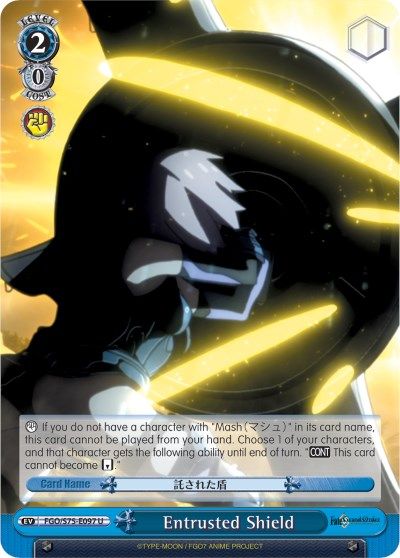 LEVEL
2
0
COST
If you do not have a character with "Mash(マシュ)" in its card name,
this card cannot be played from your hand. Choose 1 of your characters,
and that character gets the following ability until end of turn. "CONT This card
cannot become [ ]."
Card Name 託された盾
EV FGO/S75-E097 U Entrusted Shield Fate/Grand Order
©TYPE-MOON / FGO7 ANIME PROJECT